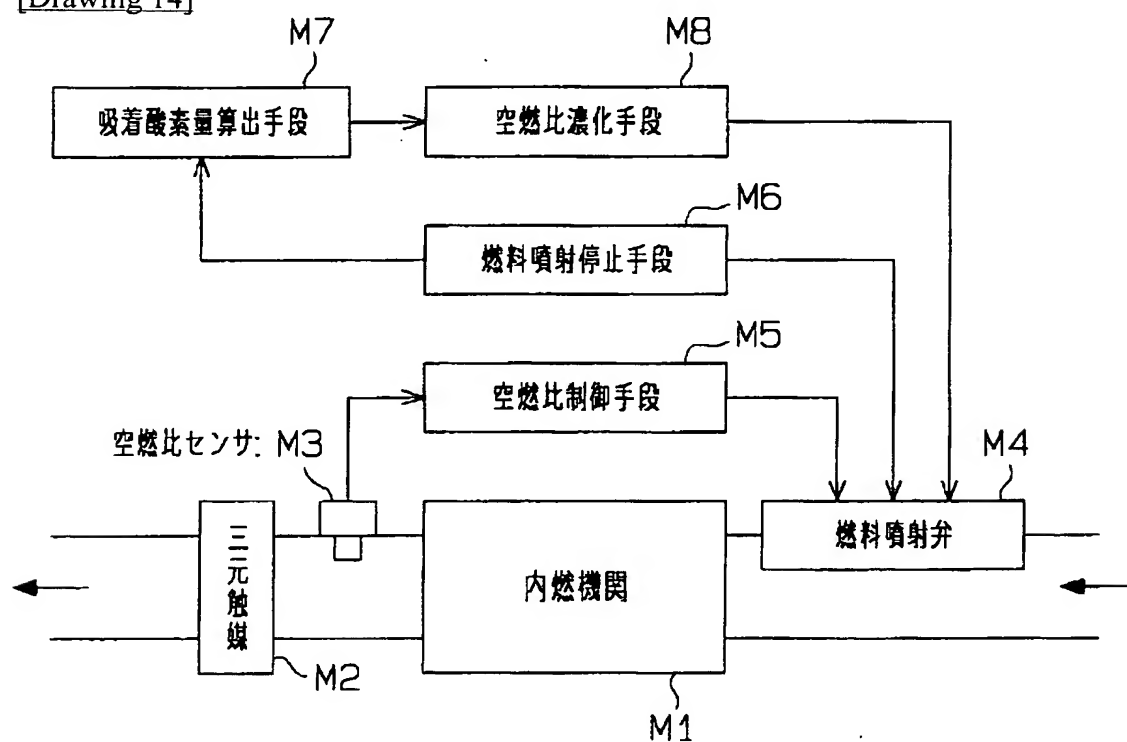 [Drawing 14]
M7
M8
吸着酸素量算出手段
空燃比濃化手段
M6
燃料噴射停止手段
M5
空燃比制御手段
空燃比センサ: M3
M4
燃料噴射弁
三元触媒
内燃機関
M2
M1